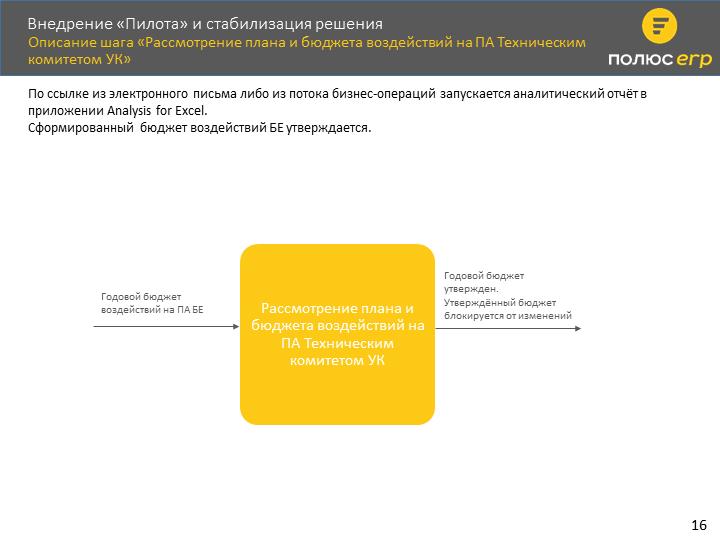 Внедрение «Пилота» и стабилизация решения
Описание шага «Рассмотрение плана и бюджета воздействий на ПА Техническим
комитетом УК»
ПОЛЮС erp
По ссылке из электронного письма либо из потока бизнес-операций запускается аналитический отчёт в
приложении Analysis for Excel.
Сформированный бюджет воздействий БЕ утверждается.
Годовой бюджет
воздействий на ПА БЕ
Рассмотрение плана и
бюджета воздействий на
ПА Техническим
комитетом УК
Годовой бюджет
утвержден.
Утверждённый бюджет
блокируется от изменений
16